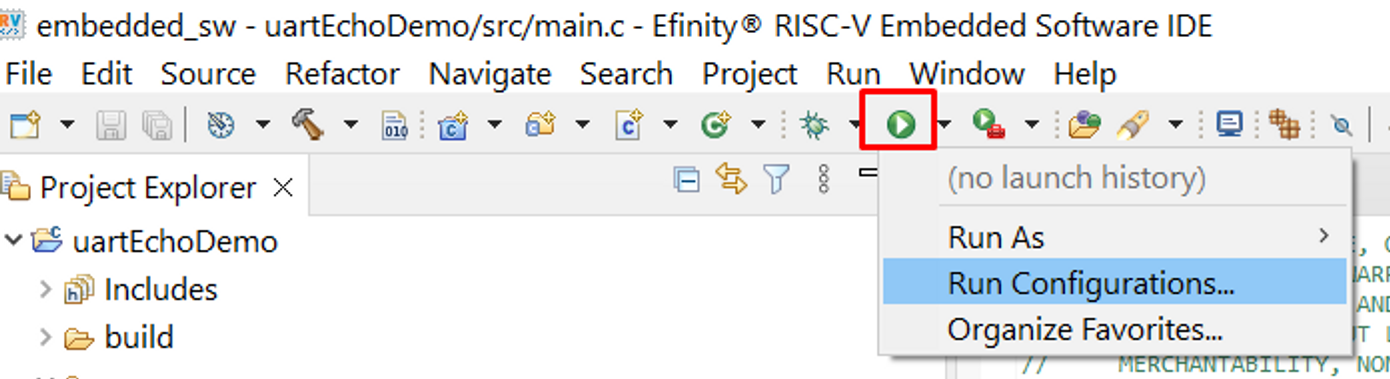 embedded_sw - uartEchoDemo/src/main.c - Efinity® RISC-V Embedded Software IDE
File Edit Source Refactor Navigate Search Project Run Window Help
010
Project Explorer
(no launch history)
uartEchoDemo
Run As
Includes
Run Configurations...
build
Organize Favorites...
// MERCHANTABILITY, NON